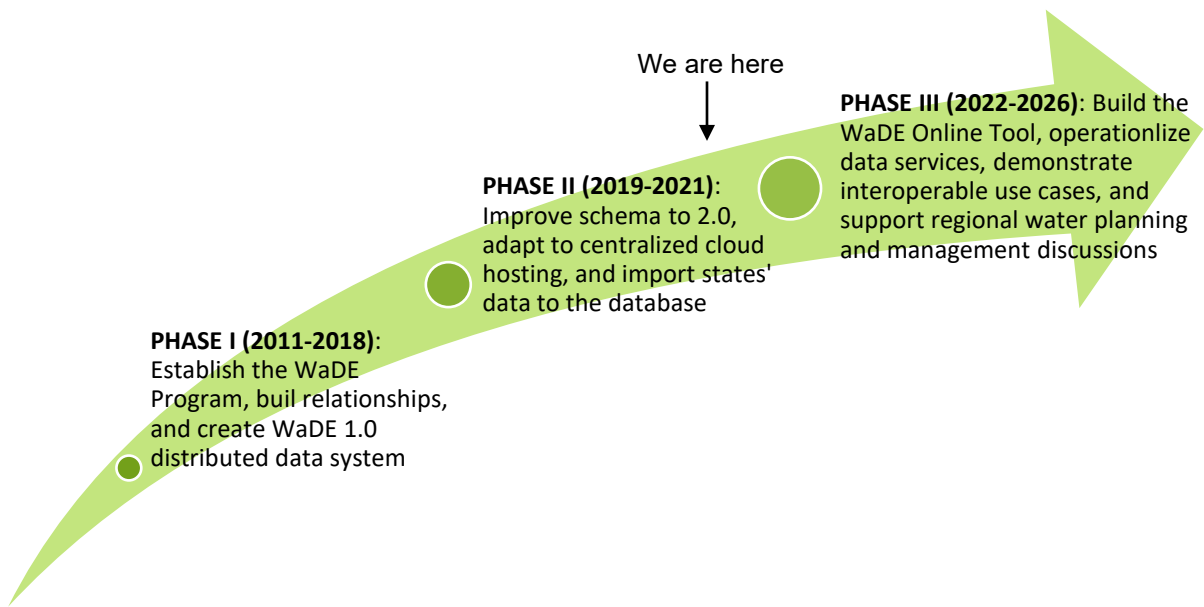 We are here
PHASE III (2022-2026): Build the
WaDE Online Tool, operationlize
data services, demonstrate
interoperable use cases, and
support regional water planning
and management discussions
PHASE II (2019-2021):
Improve schema to 2.0,
adapt to centralized cloud
hosting, and import states'
data to the database
PHASE I (2011-2018):
Establish the WaDE
Program, buil relationships,
and create WaDE 1.0
distributed data system